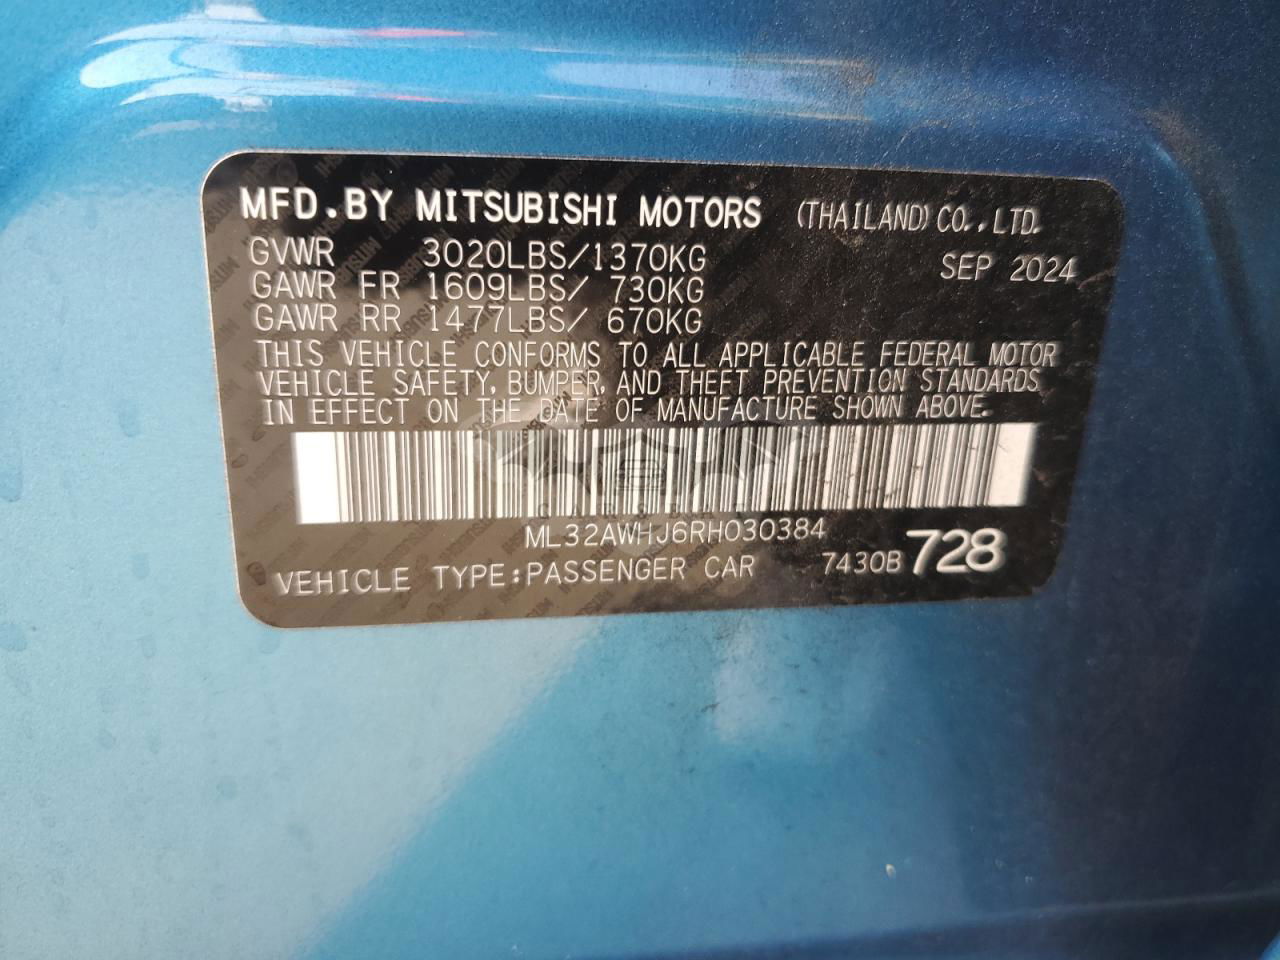 MFD.BY MITSUBISHI MOTORS (THAILAND) CO.,LTD.
GVWR 3020LBS/1370KG SEP 2024
GAWR FR 1609LBS/ 730KG
GAWR RR 1477LBS/ 670KG
THIS VEHICLE CONFORMS TO ALL APPLICABLE FEDERAL MOTOR
VEHICLE SAFETY, BUMPER, AND THEFT PREVENTION STANDARDS
IN EFFECT ON THE DATE OF MANUFACTURE SHOWN ABOVE.
ML32AWHJ6RH030384
VEHICLE TYPE:PASSENGER CAR 7430B 728